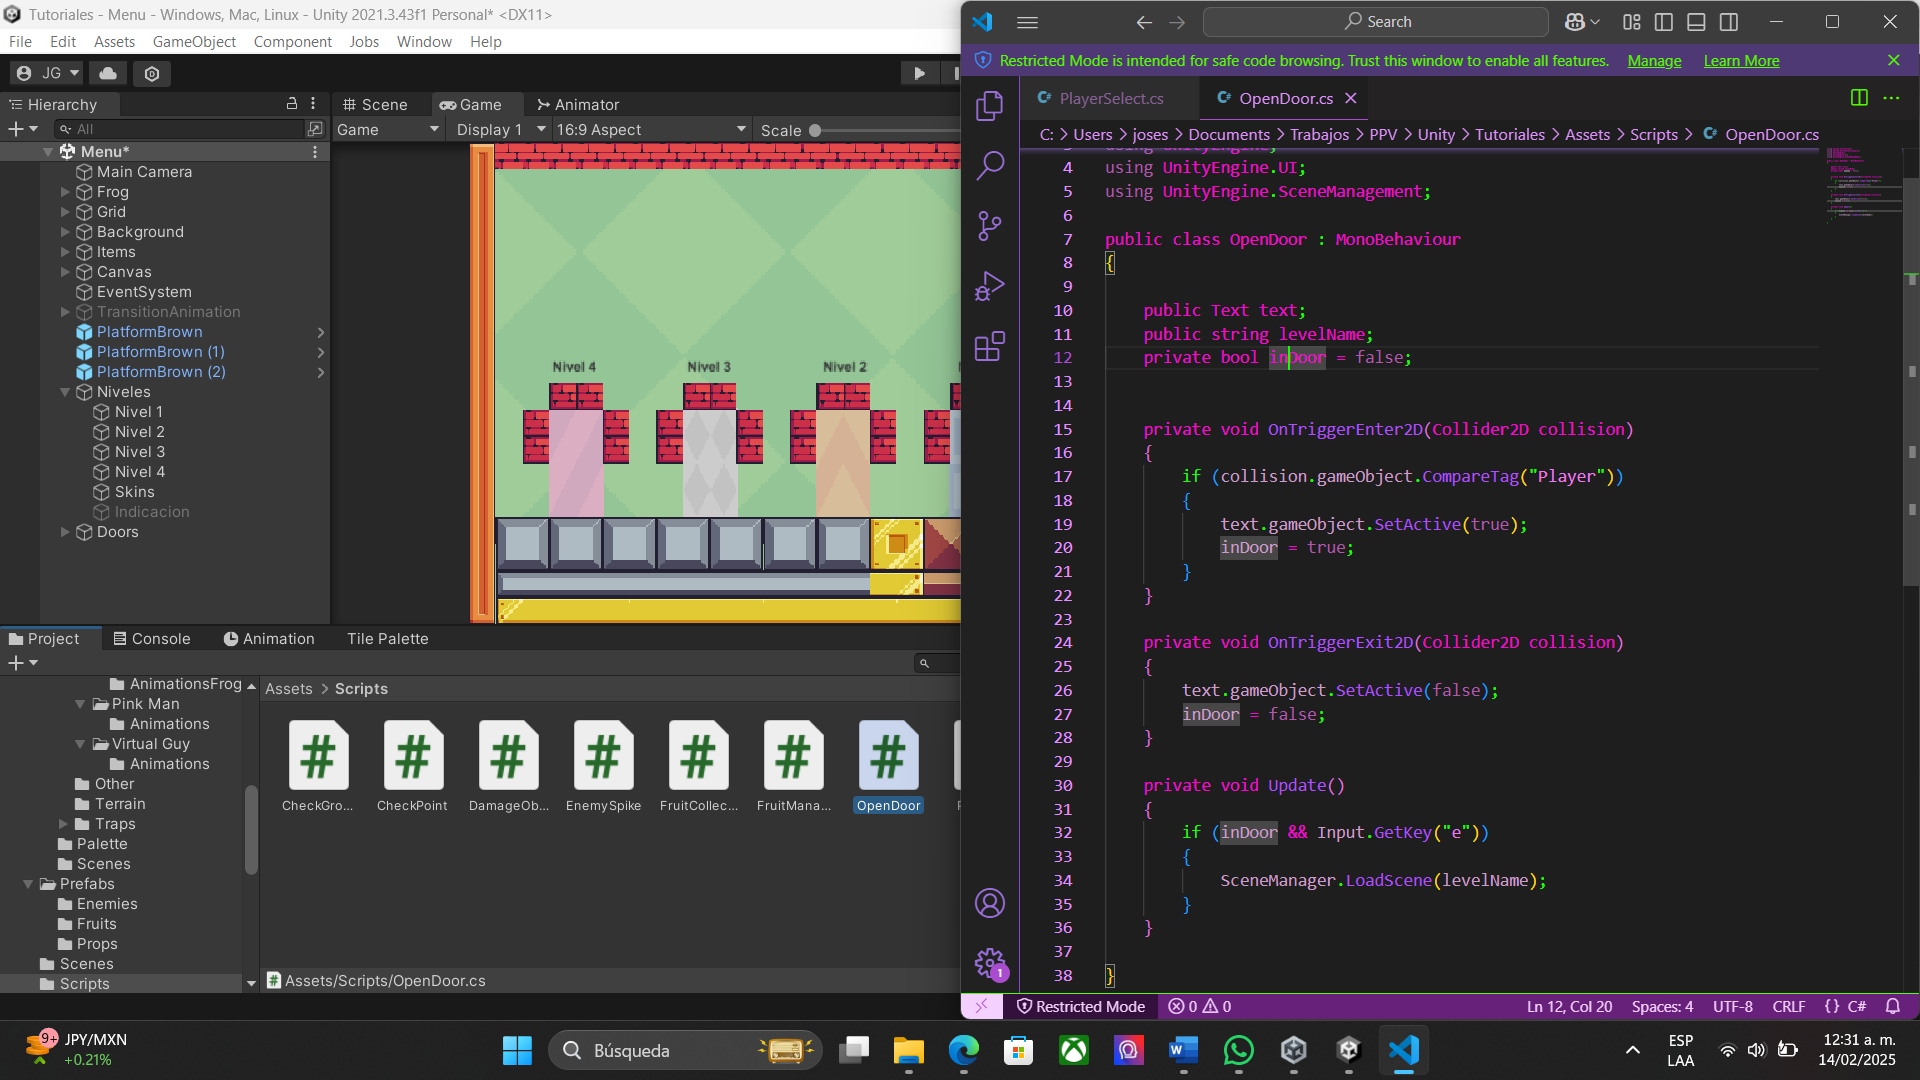 Tutoriales - Menu - Windows, Mac, Linux - Unity 2021.3.43f1 Personal* <DX11>
File Edit Assets GameObject Component Jobs Window Help
JG
Hierarchy
All
Menu*
Main Camera
Frog
Grid
Background
Items
Canvas
EventSystem
TransitionAnimation
PlatformBrown
PlatformBrown (1)
PlatformBrown (2)
Niveles
Nivel 1
Nivel 2
Nivel 3
Nivel 4
Skins
Indicacion
Doors
Scene Game Animator
Game Display 1 16:9 Aspect Scale
Nivel 4 Nivel 3 Nivel 2
Project Console Animation Tile Palette
AnimationsFrog
Pink Man
Animations
Virtual Guy
Animations
Other
Terrain
Traps
Palette
Scenes
Prefabs
Enemies
Fruits
Props
Scenes
Scripts
Assets > Scripts
CheckGro... CheckPoint DamageOb... EnemySpike FruitCollec... FruitMana... OpenDoor
Assets/Scripts/OpenDoor.cs
Search
Restricted Mode is intended for safe code browsing. Trust this window to enable all features. Manage Learn More
PlayerSelect.cs OpenDoor.cs
C: > Users > joses > Documents > Trabajos > PPV > Unity > Tutoriales > Assets > Scripts > OpenDoor.cs
3 using UnityEngine;
4 using UnityEngine.UI;
5 using UnityEngine.SceneManagement;
6
7 public class OpenDoor : MonoBehaviour
8 {
9
10 public Text text;
11 public string levelName;
12 private bool inDoor = false;
13
14
15 private void OnTriggerEnter2D(Collider2D collision)
16 {
17 if (collision.gameObject.CompareTag("Player"))
18 {
19 text.gameObject.SetActive(true);
20 inDoor = true;
21 }
22 }
23
24 private void OnTriggerExit2D(Collider2D collision)
25 {
26 text.gameObject.SetActive(false);
27 inDoor = false;
28 }
29
30 private void Update()
31 {
32 if (inDoor && Input.GetKey("e"))
33 {
34 SceneManager.LoadScene(levelName);
35 }
36 }
37
38 }
1
Restricted Mode 0 0 Ln 12, Col 20 Spaces: 4 UTF-8 CRLF {} C#
9+ JPY/MXN
+0.21%
Búsqueda
ESP
LAA
12:31 a. m.
14/02/2025